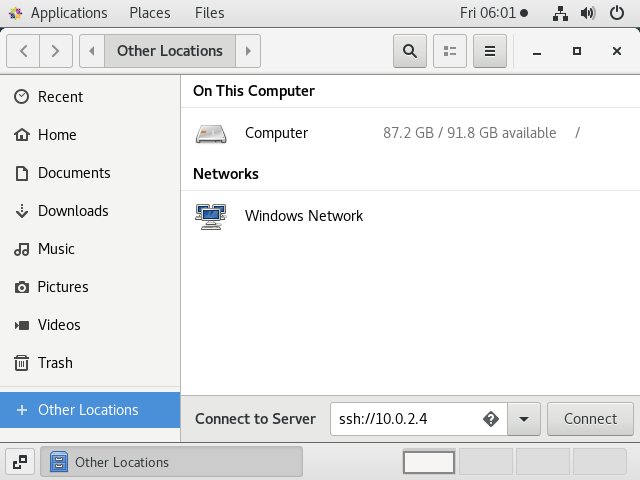 Applications Places Files Fri 06:01
Other Locations
On This Computer
Recent
Computer 87.2 GB / 91.8 GB available /
Home
Documents
Networks
Downloads
Windows Network
Music
Pictures
Videos
Trash
Other Locations
Connect to Server ssh://10.0.2.4 Connect
Other Locations